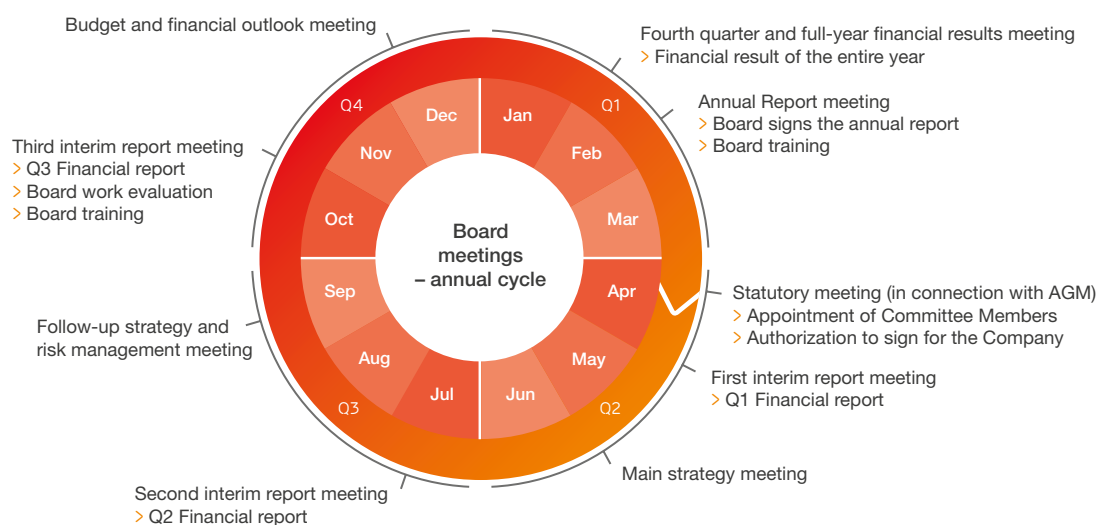 Budget and financial outlook meeting
Fourth quarter and full-year financial results meeting
> Financial result of the entire year
Annual Report meeting
> Board signs the annual report
> Board training
Statutory meeting (in connection with AGM)
> Appointment of Committee Members
> Authorization to sign for the Company
First interim report meeting
> Q1 Financial report
Main strategy meeting
Second interim report meeting
> Q2 Financial report
Follow-up strategy and
risk management meeting
Third interim report meeting
> Q3 Financial report
> Board work evaluation
> Board training
Q1
Q2
Q3
Q4
Jan
Feb
Mar
Apr
May
Jun
Jul
Aug
Sep
Oct
Nov
Dec
Board
meetings
– annual cycle